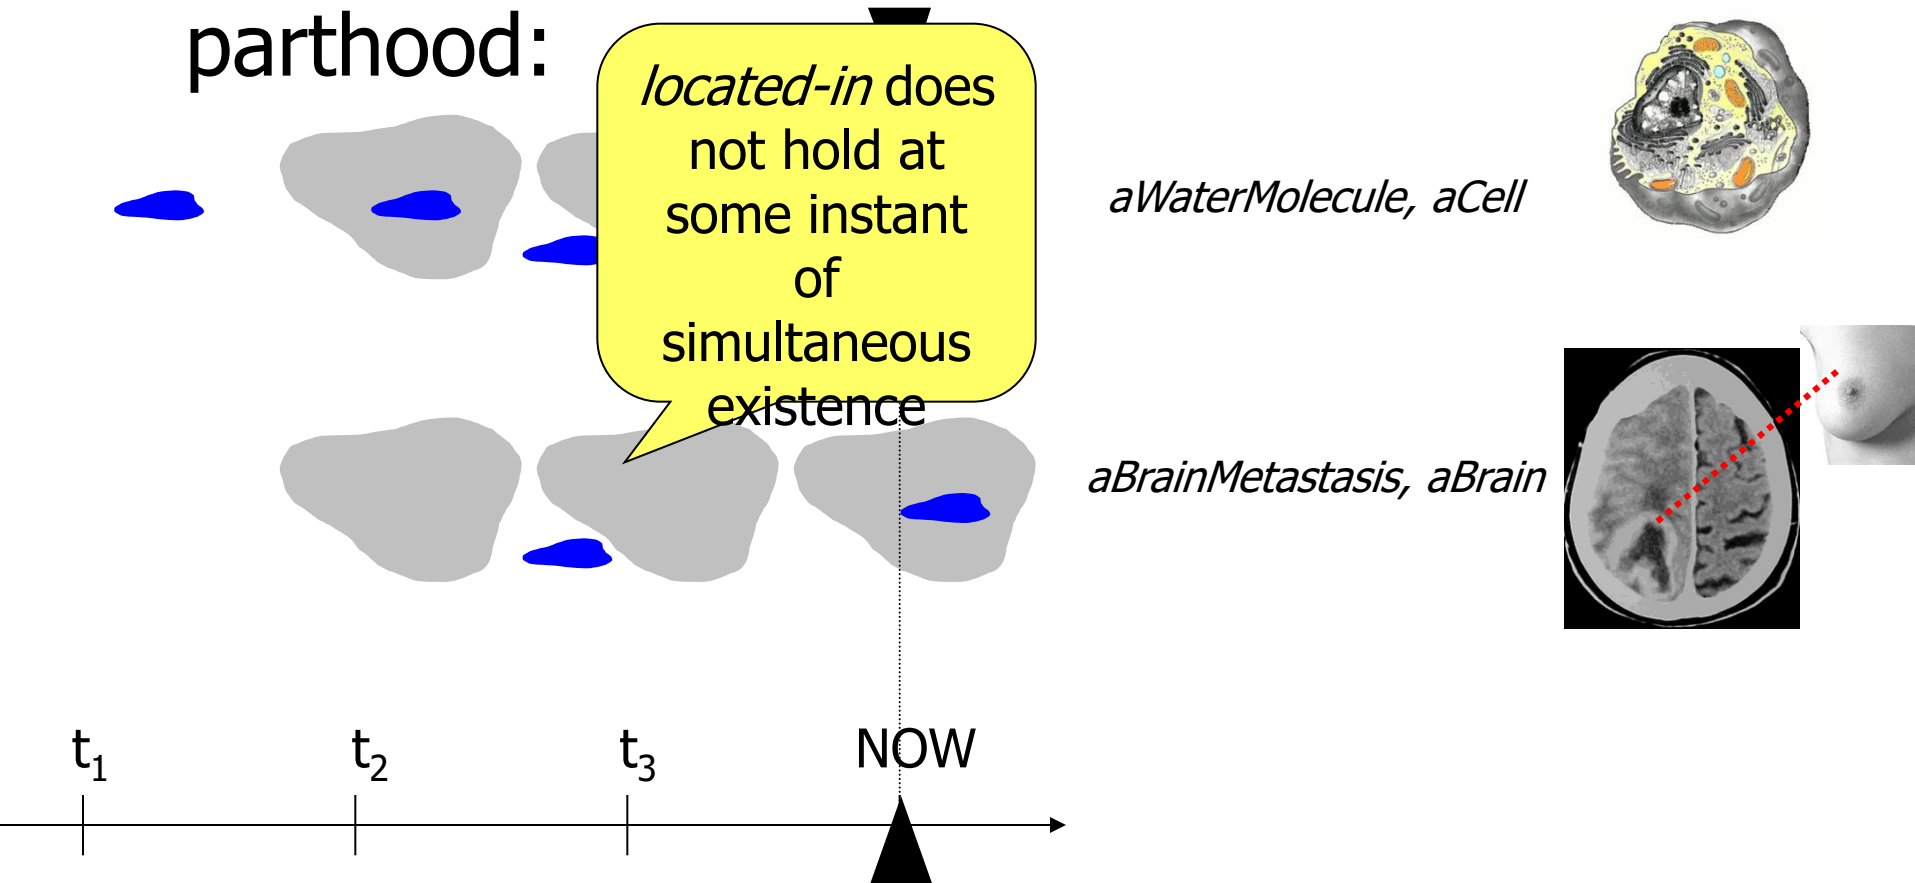 parthood:
located-in does
not hold at
some instant
of
simultaneous
existence
aWaterMolecule, aCell
aBrainMetastasis, aBrain
t1
t2
t3
NOW